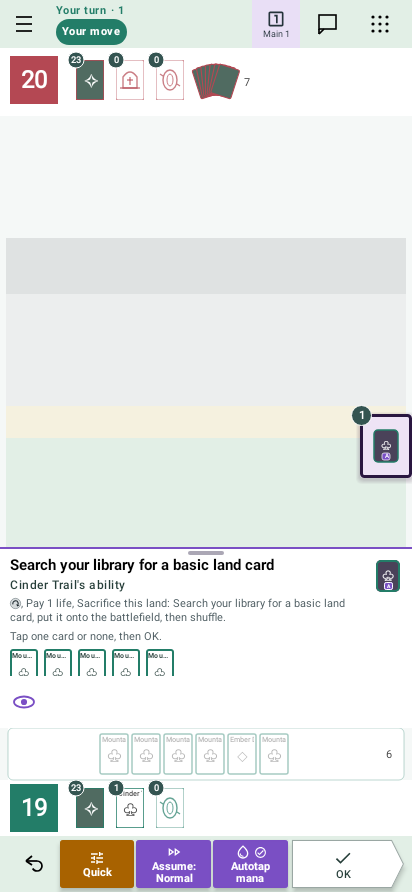 Your turn · 1
Your move
1
Main 1
20
23
0
0
7
1
A
Search your library for a basic land card
Cinder Trail's ability
A
, Pay 1 life, Sacrifice this land: Search your library for a basic land
card, put it onto the battlefield, then shuffle.
Tap one card or none, then OK.
Mou... Mou... Mou... Mou... Mou...
Mounta Mounta Mounta Mounta Ember Mounta
6
19
23
1
inder
0
Quick
Assume:
Normal
Autotap
mana
OK